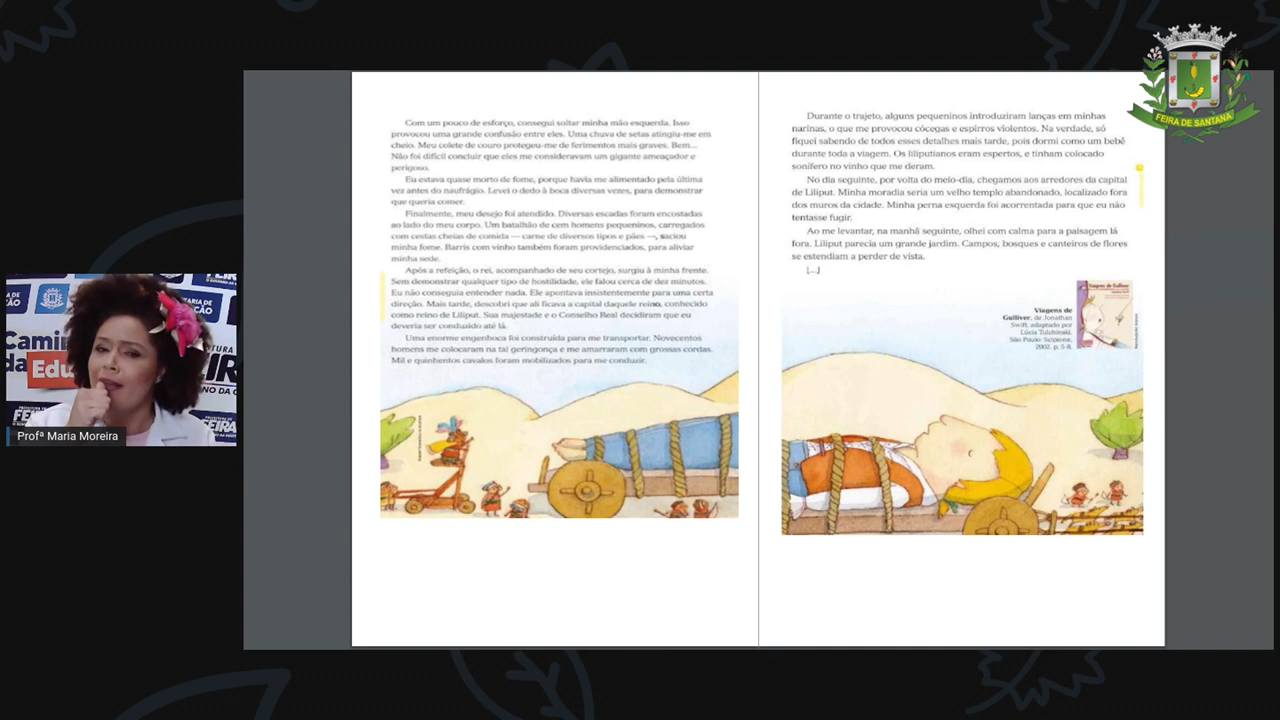 Com um pouco de esforço, consegui soltar minha mão esquerda. Isso
provocou uma grande confusão entre eles. Uma chuva de setas atingiu-me em
cheio. Meu colete de couro protegeu-me de ferimentos mais graves. Bem...
Não foi difícil concluir que eles me consideravam um gigante ameaçador e
perigoso.
Eu estava quase morto de fome, porque havia me alimentado pela última
vez antes do naufrágio. Levei o dedo à boca diversas vezes, para demonstrar
que queria comer.
Finalmente, meu desejo foi atendido. Diversas escadas foram encostadas
ao lado do meu corpo. Um batalhão de cem homens pequeninos, carregados
com cestas cheias de comida — carne de diversos tipos e pães —, saciou
minha fome. Barris com vinho também foram providenciados, para aliviar
minha sede.
Após a refeição, o rei, acompanhado de seu cortejo, surgiu à minha frente.
Sem demonstrar qualquer tipo de hostilidade, ele falou cerca de dez minutos.
Eu não conseguia entender nada. Ele apontava insistentemente para uma certa
direção. Mais tarde, descobri que ali ficava a capital daquele reino, conhecido
como reino de Liliput. Sua majestade e o Conselho Real decidiram que eu
deveria ser conduzido até lá.
Uma enorme engenhoca foi construída para me transportar. Novecentos
homens me colocaram na tal geringonça e me amarraram com grossas cordas.
Mil e quinhentos cavalos foram mobilizados para me conduzir.
Durante o trajeto, alguns pequeninos introduziram lanças em minhas
narinas, o que me provocou cócegas e espirros violentos. Na verdade, só
fiquei sabendo de todos esses detalhes mais tarde, pois dormi como um bebê
durante toda a viagem. Os liliputianos eram espertos, e tinham colocado
sonífero no vinho que me deram.
No dia seguinte, por volta do meio-dia, chegamos aos arredores da capital
de Liliput. Minha moradia seria um velho templo abandonado, localizado fora
dos muros da cidade. Minha perna esquerda foi acorrentada para que eu não
tentasse fugir.
Ao me levantar, na manhã seguinte, olhei com calma para a paisagem lá
fora. Liliput parecia um grande jardim. Campos, bosques e canteiros de flores
se estendiam a perder de vista.
[...]
Viagens de
Gulliver, de Jonathan
Swift, adaptado por
Lúcia Tulchinski.
São Paulo: Scipione,
2002. p. 5-8.
Viagens de Gulliver
FEIRA DE SANTANA
Camin
da
Edu
FEIRA
Profª Maria Moreira